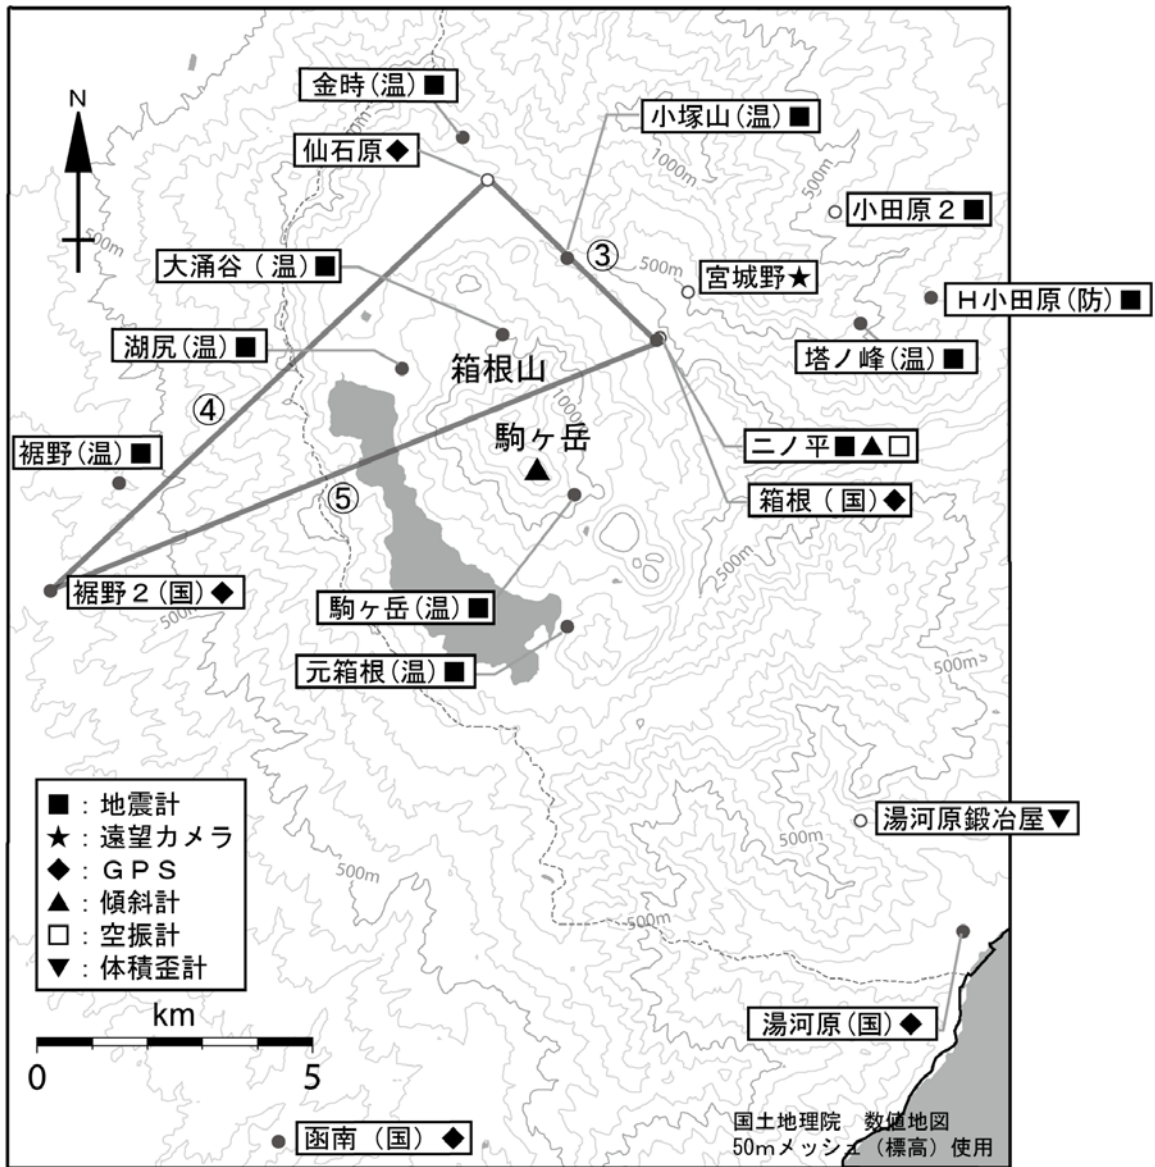 金時(温)■
小塚山(温)■
N
仙石原◆
1000m
500m
小田原2■
500m
大涌谷(温)■
③
500m
宮城野★
H小田原(防)■
湖尻(温)■
箱根山
塔ノ峰(温)■
④
1000m
駒ヶ岳
▲
裾野(温)■
ニノ平■▲□
⑤
箱根(国)◆
500m
裾野2(国)◆
500m
駒ヶ岳(温)■
元箱根(温)■
500m
■:地震計
★:遠望カメラ
◆:GPS
▲:傾斜計
□:空振計
▼:体積歪計
湯河原鍛冶屋▼
500m
500m
500m
km
0 5
湯河原(国)◆
函南(国)◆
国土地理院 数値地図
50mメッシュ(標高)使用